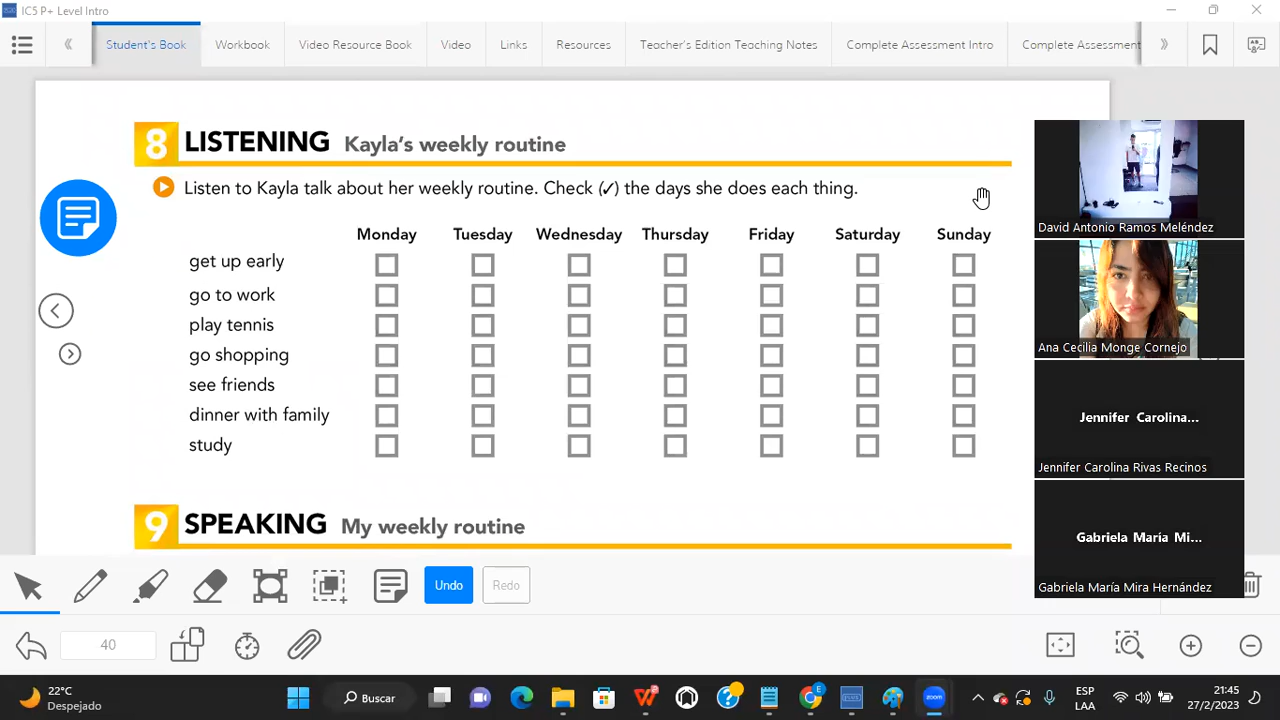 IC5 P+ Level Intro
Student's Book
Workbook
Video Resource Book
Video
Links
Resources
Teacher's Edition Teaching Notes
Complete Assessment Intro
Complete Assessment
8 LISTENING Kayla's weekly routine
Listen to Kayla talk about her weekly routine. Check (✓) the days she does each thing.
Monday Tuesday Wednesday Thursday Friday Saturday Sunday
get up early
go to work
play tennis
go shopping
see friends
dinner with family
study
9 SPEAKING My weekly routine
David Antonio Ramos Meléndez
Ana Cecilia Monge Cornejo
Jennifer Carolina...
Jennifer Carolina Rivas Recinos
Gabriela Maria Mi...
Gabriela María Mira Hernández
Undo
Redo
40
22°C
Despejado
Buscar
ESP
LAA
21:45
27/2/2023